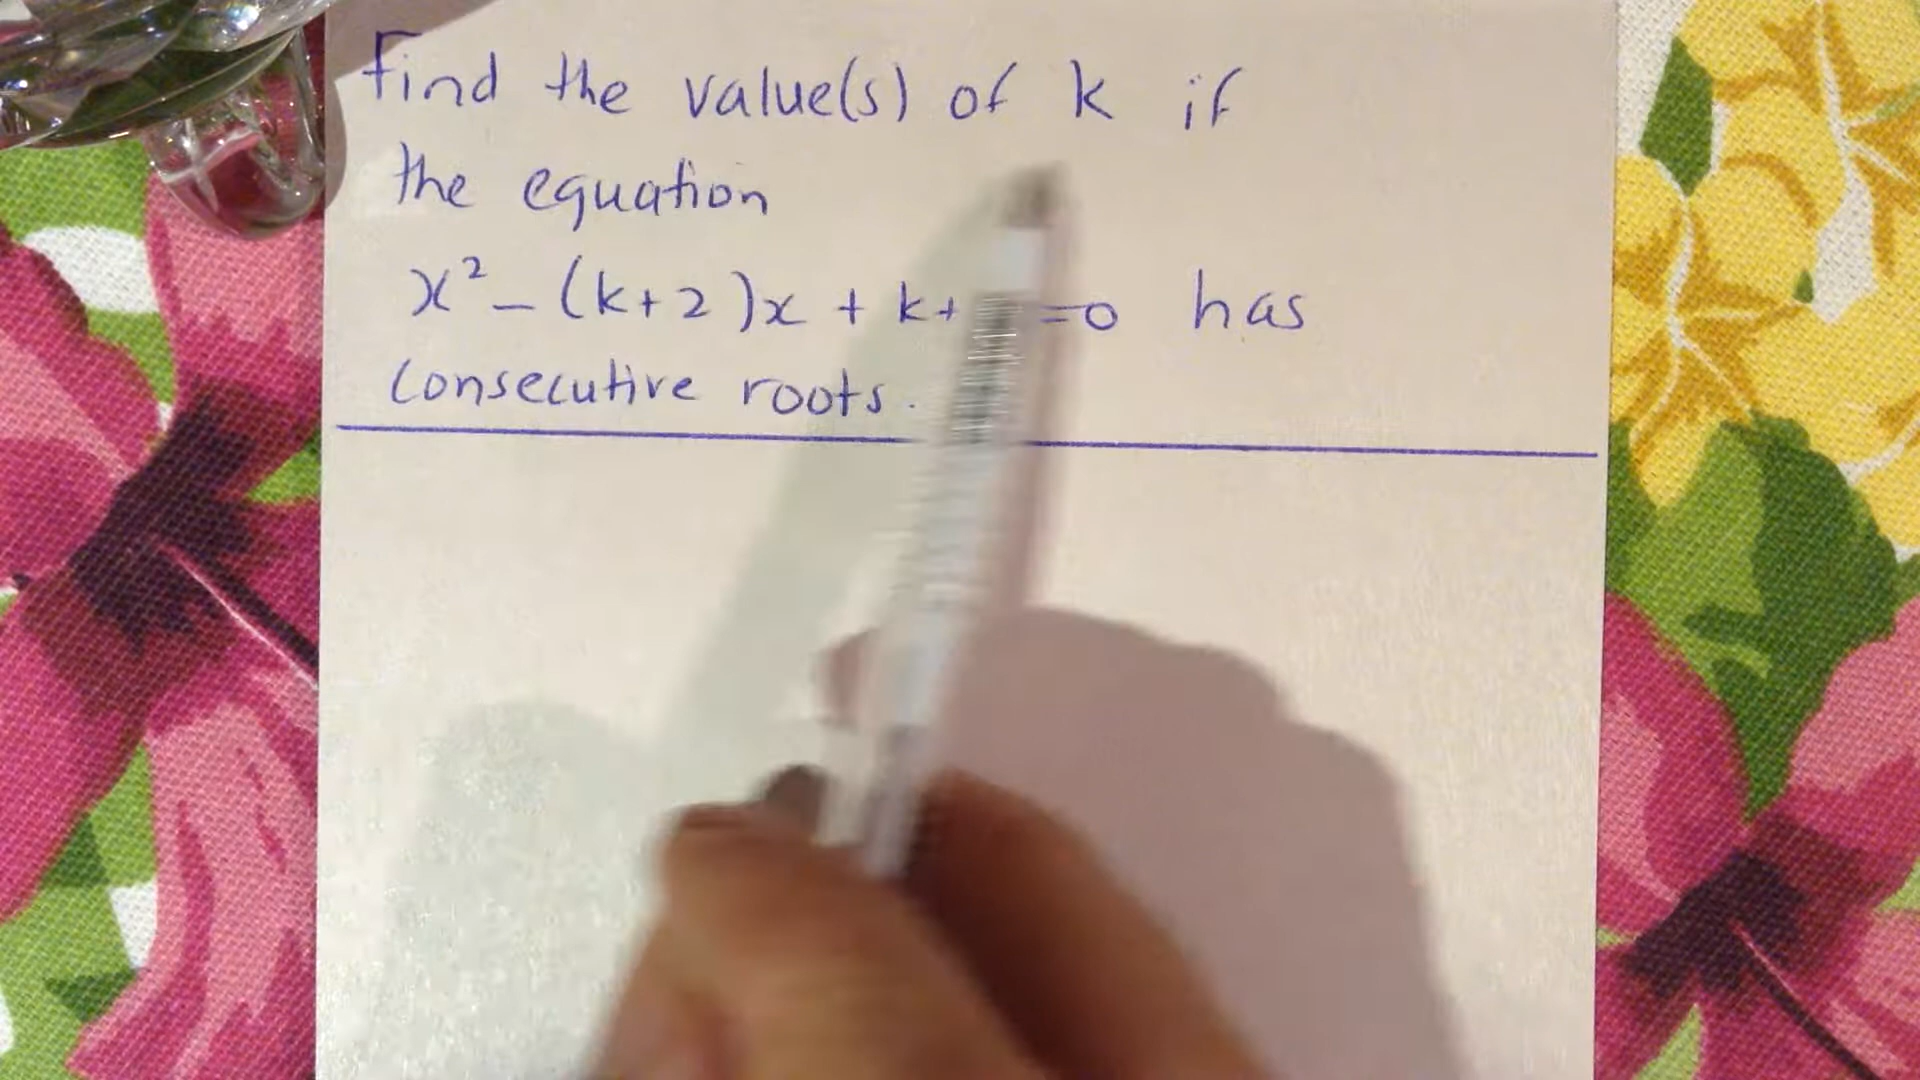 Find the value(s) of k if
the equation
x² - (k+2)x + k+ =0 has
consecutive roots.